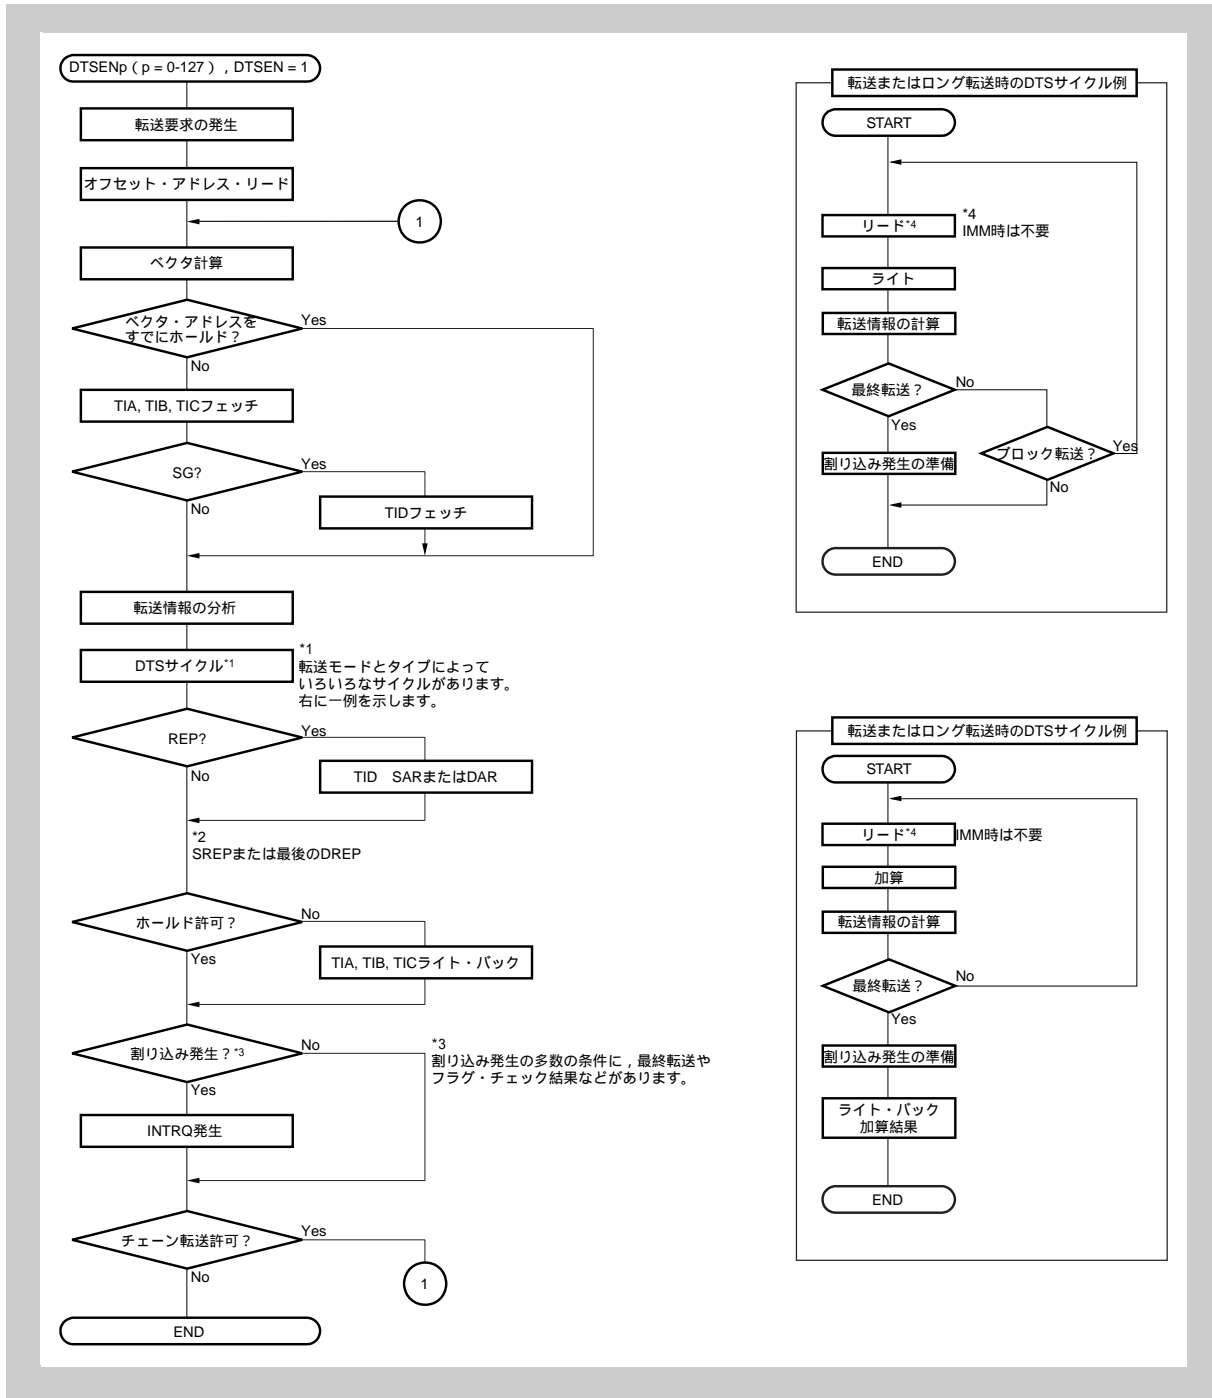 DTSENp ( p = 0-127 ) , DTSEN = 1
転送要求の発生
オフセット・アドレス・リード
1
ベクタ計算
ベクタ・アドレスを
すでにホールド？
Yes
No
TIA, TIB, TICフェッチ
SG?
Yes
No
TIDフェッチ
転送情報の分析
DTSサイクル*1
*1
転送モードとタイプによって
いろいろなサイクルがあります。
右に一例を示します。
REP?
Yes
No
TID SARまたはDAR
*2
SREPまたは最後のDREP
ホールド許可？
No
Yes
TIA, TIB, TICライト・バック
割り込み発生？*3
No
Yes
*3
割り込み発生の多数の条件に，最終転送や
フラグ・チェック結果などがあります。
INTRQ発生
チェーン転送許可？
Yes
No
1
END
転送またはロング転送時のDTSサイクル例
START
リード*4
*4
IMM時は不要
ライト
転送情報の計算
最終転送？
No
Yes
ブロック転送？
Yes
No
割り込み発生の準備
END
転送またはロング転送時のDTSサイクル例
START
リード*4
IMM時は不要
加算
転送情報の計算
最終転送？
No
Yes
割り込み発生の準備
ライト・バック
加算結果
END